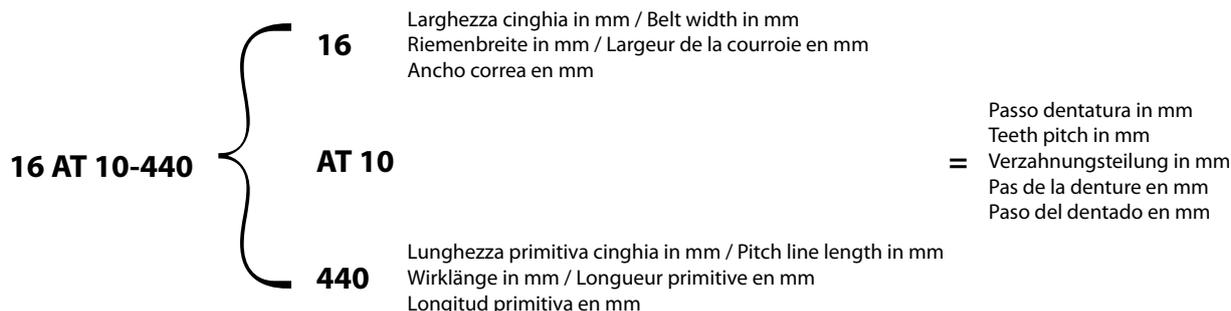 16 AT 10-440
16
Larghezza cinghia in mm / Belt width in mm
Riemenbreite in mm / Largeur de la courroie en mm
Ancho correa en mm
AT 10
=
Passo dentatura in mm
Teeth pitch in mm
Verzahnungsteilung in mm
Pas de la denture en mm
Paso del dentado en mm
440
Lunghezza primitiva cinghia in mm / Pitch line length in mm
Wirklänge in mm / Longueur primitive en mm
Longitud primitiva en mm